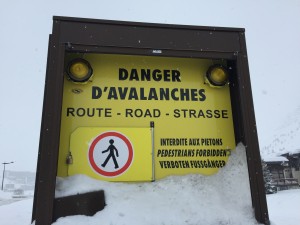 DANGER
D'AVALANCHES
ROUTE - ROAD - STRASSE
INTERDITE AUX PIETONS
PEDESTRIANS FORBIDDEN
VERBOTEN FUSSGÄNGER